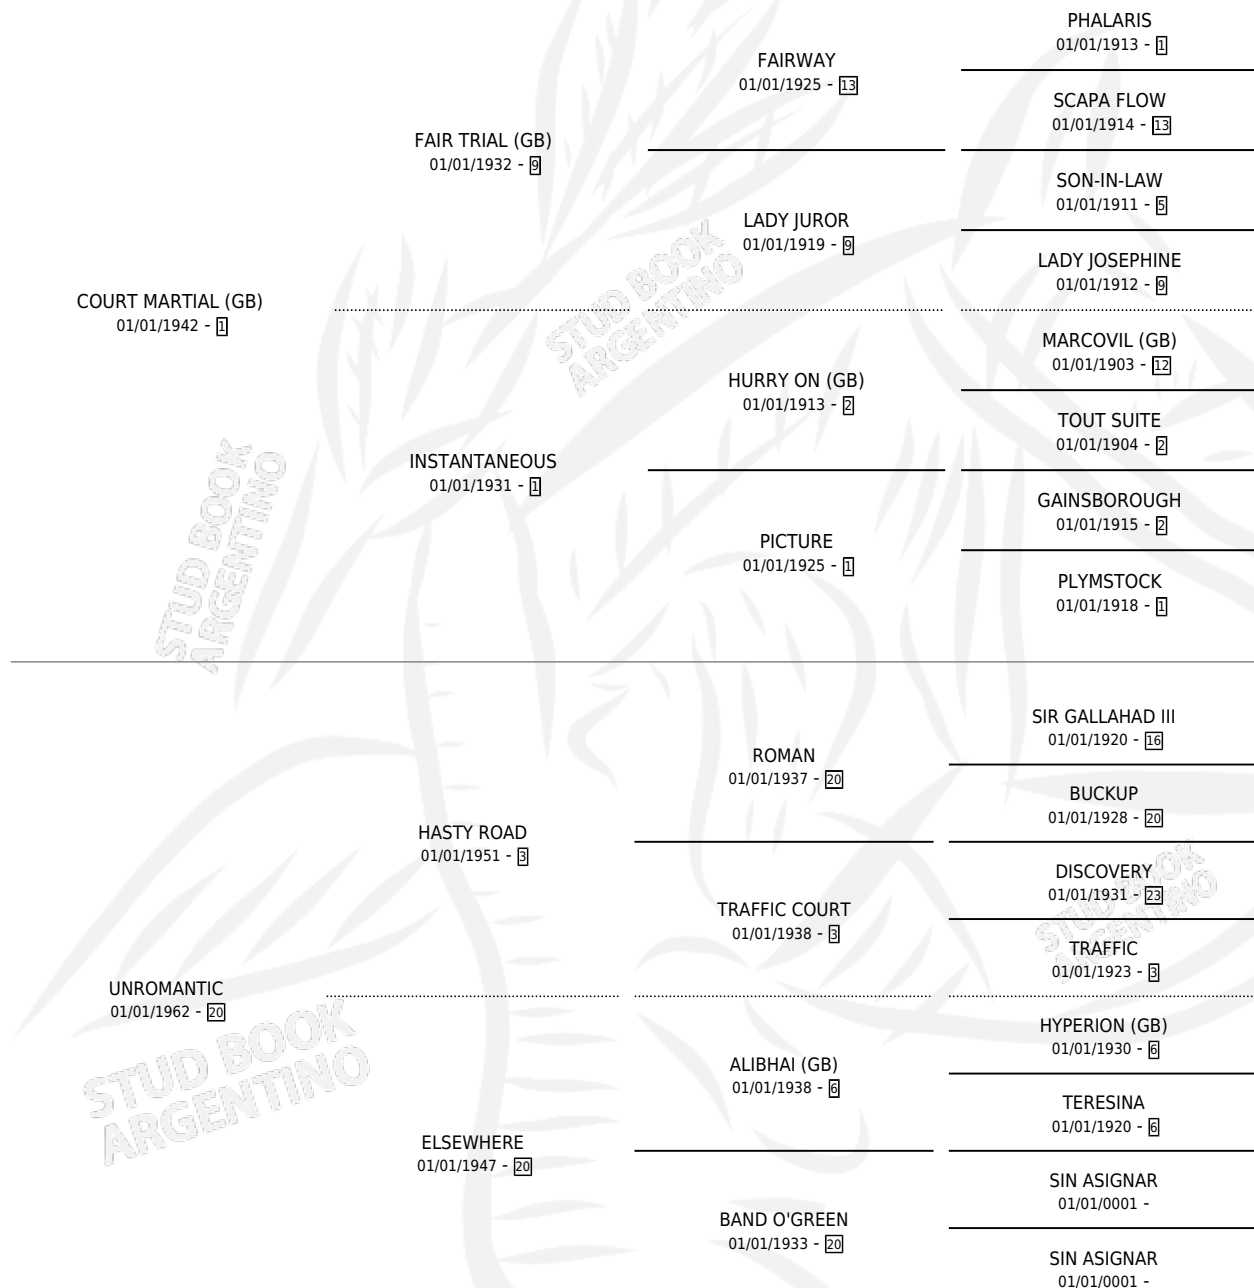 PHALARIS
01/01/1913 - 1
FAIRWAY
01/01/1925 - 13
SCAPA FLOW
01/01/1914 - 13
FAIR TRIAL (GB)
01/01/1932 - 9
SON-IN-LAW
01/01/1911 - 5
LADY JUROR
01/01/1919 - 9
LADY JOSEPHINE
01/01/1912 - 9
COURT MARTIAL (GB)
01/01/1942 - 1
MARCOVIL (GB)
01/01/1903 - 12
HURRY ON (GB)
01/01/1913 - 2
TOUT SUITE
01/01/1904 - 2
INSTANTANEOUS
01/01/1931 - 1
GAINSBOROUGH
01/01/1915 - 2
PICTURE
01/01/1925 - 1
PLYMSTOCK
01/01/1918 - 1
SIR GALLAHAD III
01/01/1920 - 16
ROMAN
01/01/1937 - 20
BUCKUP
01/01/1928 - 20
HASTY ROAD
01/01/1951 - 3
DISCOVERY
01/01/1931 - 23
TRAFFIC COURT
01/01/1938 - 3
TRAFFIC
01/01/1923 - 3
UNROMANTIC
01/01/1962 - 20
HYPERION (GB)
01/01/1930 - 6
ALIBHAI (GB)
01/01/1938 - 6
TERESINA
01/01/1920 - 6
ELSEWHERE
01/01/1947 - 20
SIN ASIGNAR
01/01/0001 -
BAND O'GREEN
01/01/1933 - 20
SIN ASIGNAR
01/01/0001 -
STUD BOOK
ARGENTINO
STUD BOOK
ARGENTINO
STUD BOOK
ARGENTINO
STUD BOOK
ARGENTINO